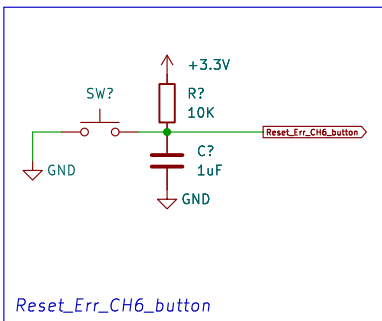 +3.3V
SW?
R?
10K
Reset_Err_CH6_button
C?
1uF
GND
GND
Reset_Err_CH6_button